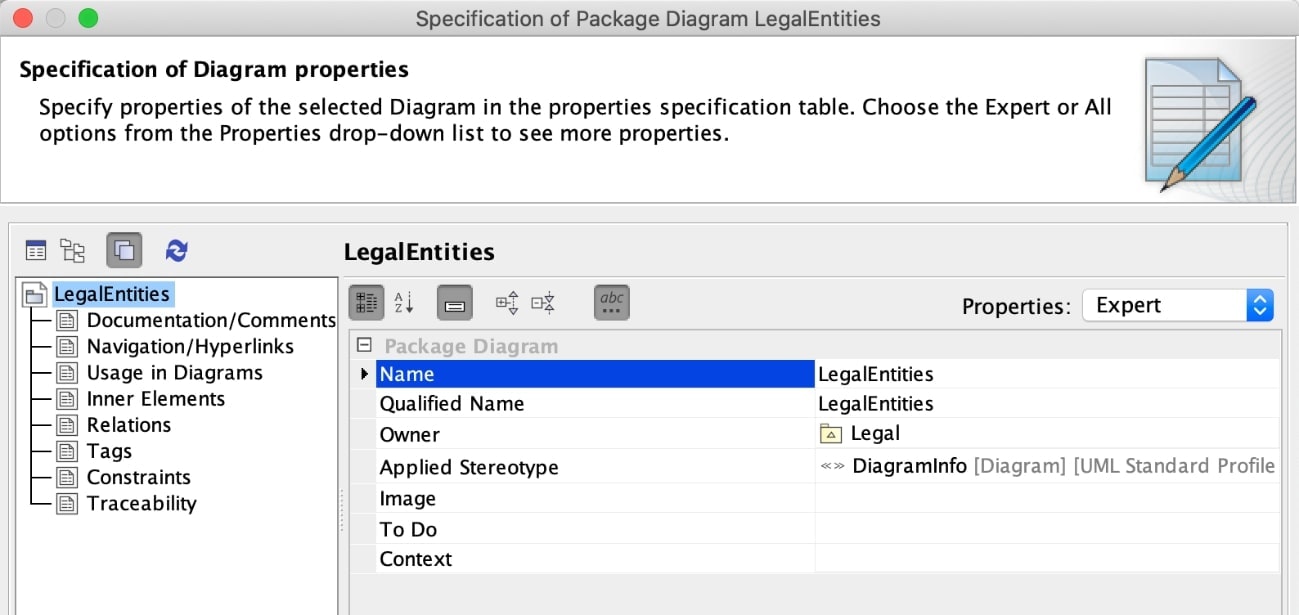 Specification of Package Diagram LegalEntities
Specification of Diagram properties
Specify properties of the selected Diagram in the properties specification table. Choose the Expert or All
options from the Properties drop-down list to see more properties.
LegalEntities
LegalEntities
Documentation/Comments
Navigation/Hyperlinks
Usage in Diagrams
Inner Elements
Relations
Tags
Constraints
Traceability
A
Z
abc
Properties: Expert
Package Diagram
Name LegalEntities
Qualified Name LegalEntities
Owner Legal
Applied Stereotype «» DiagramInfo [Diagram] [UML Standard Profile
Image
To Do
Context